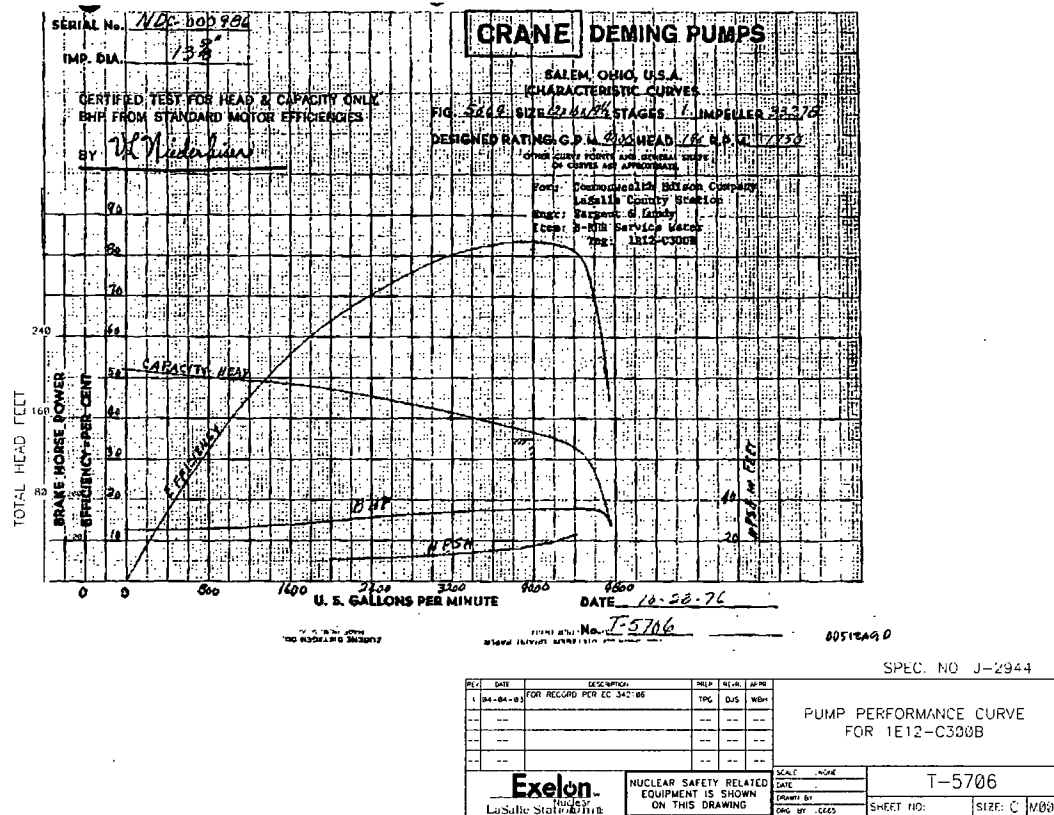 SERIAL No. NDC-000986
IMP. DIA. 13 5/8"
CERTIFIED TEST FOR HEAD & CAPACITY ONLY
BHP FROM STANDARD MOTOR EFFICIENCIES
BY
CRANE DEMING PUMPS
SALEM, OHIO, U.S.A.
CHARACTERISTIC CURVES
FIG. SIZE STAGES 1 IMPELLER
DESIGNED RATING: G.P.M. 4000 HEAD R.P.M. 1750
OTHER CURVE POINTS AND GENERAL SHAPE
OF CURVES ARE APPROXIMATE
For: Commonwealth Edison Company
LaSalle County Station
Engr: Sargent & Lundy
Item: Service Water
Tag: 1E12-C300B
90
80
70
60
50
40
30
20
10
240
160
80
TOTAL HEAD FEET
BRAKE HORSE POWER
EFFICIENCY-PER CENT
CAPACITY-HEAD
EFFICIENCY
BHP
NPSH
40
20
NPSH IN FEET
0 0 800 1600 3200 4000 4800
U. S. GALLONS PER MINUTE
DATE 10-28-76
No. T-5706
SPEC. NO J-2944
REV. DATE DESCRIPTION PREP REVR. APPR
1 04-04-03 FOR RECORD PER EC 342106 TPG DJS WBH
PUMP PERFORMANCE CURVE
FOR 1E12-C300B
Exelon
Nuclear
LaSalle Station
NUCLEAR SAFETY RELATED
EQUIPMENT IS SHOWN
ON THIS DRAWING
SCALE : NONE
DATE
DRAWN BY
T-5706
SHEET NO: SIZE: C